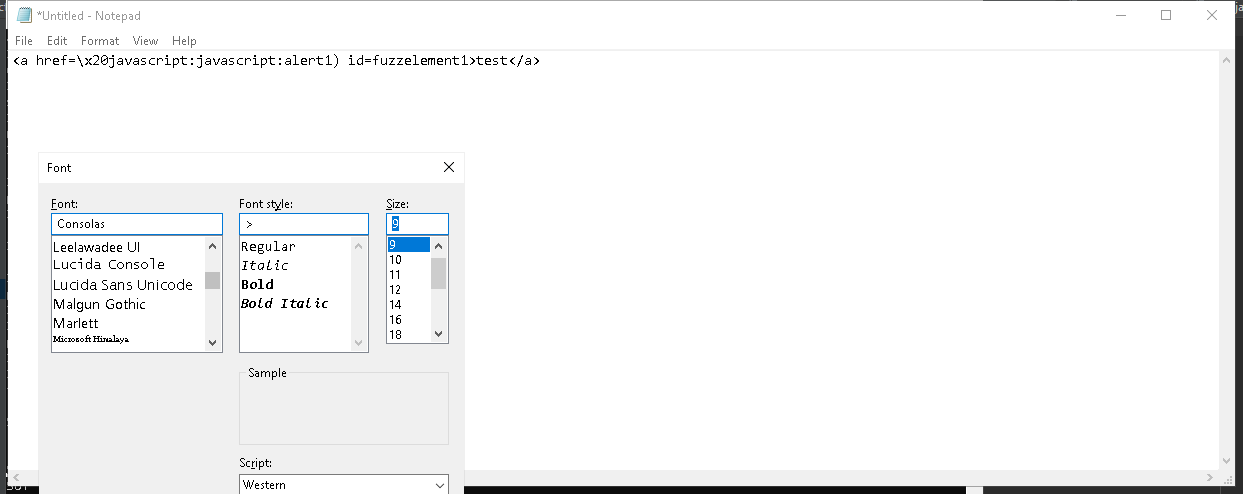 *Untitled - Notepad
File Edit Format View Help
<a href=\x20javascript:javascript:alert1) id=fuzzelement1>test</a>
Font
Font: Font style: Size:
Consolas > 9
Leelawadee UI Regular 9
Lucida Console Italic 10
Lucida Sans Unicode Bold 11
Malgun Gothic Bold Italic 12
Marlett 14
Microsoft Himalaya 16
18
Sample
Script:
Western